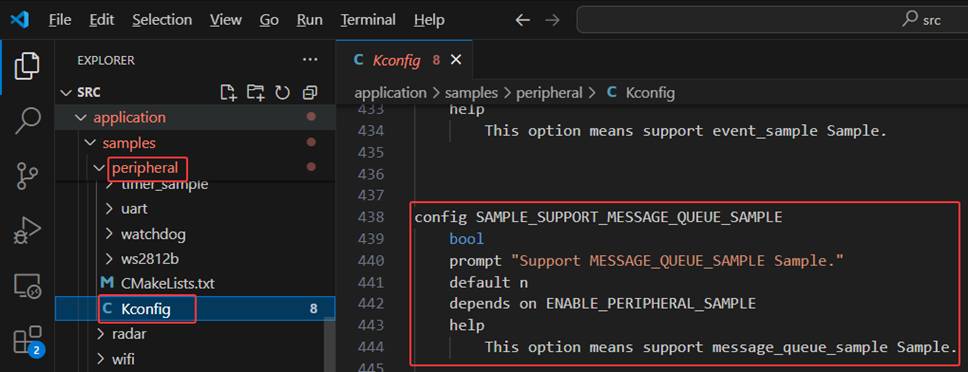 File Edit Selection View Go Run Terminal Help src
EXPLORER
SRC
application
samples
peripheral
timer_sample
uart
watchdog
ws2812b
CMakeLists.txt
C Kconfig 8
radar
wifi
2
C Kconfig 8
application > samples > peripheral > C Kconfig
433 help
434 This option means support event_sample Sample.
435
436
437
438 config SAMPLE_SUPPORT_MESSAGE_QUEUE_SAMPLE
439 bool
440 prompt "Support MESSAGE_QUEUE_SAMPLE Sample."
441 default n
442 depends on ENABLE_PERIPHERAL_SAMPLE
443 help
444 This option means support message_queue_sample Sample.
445